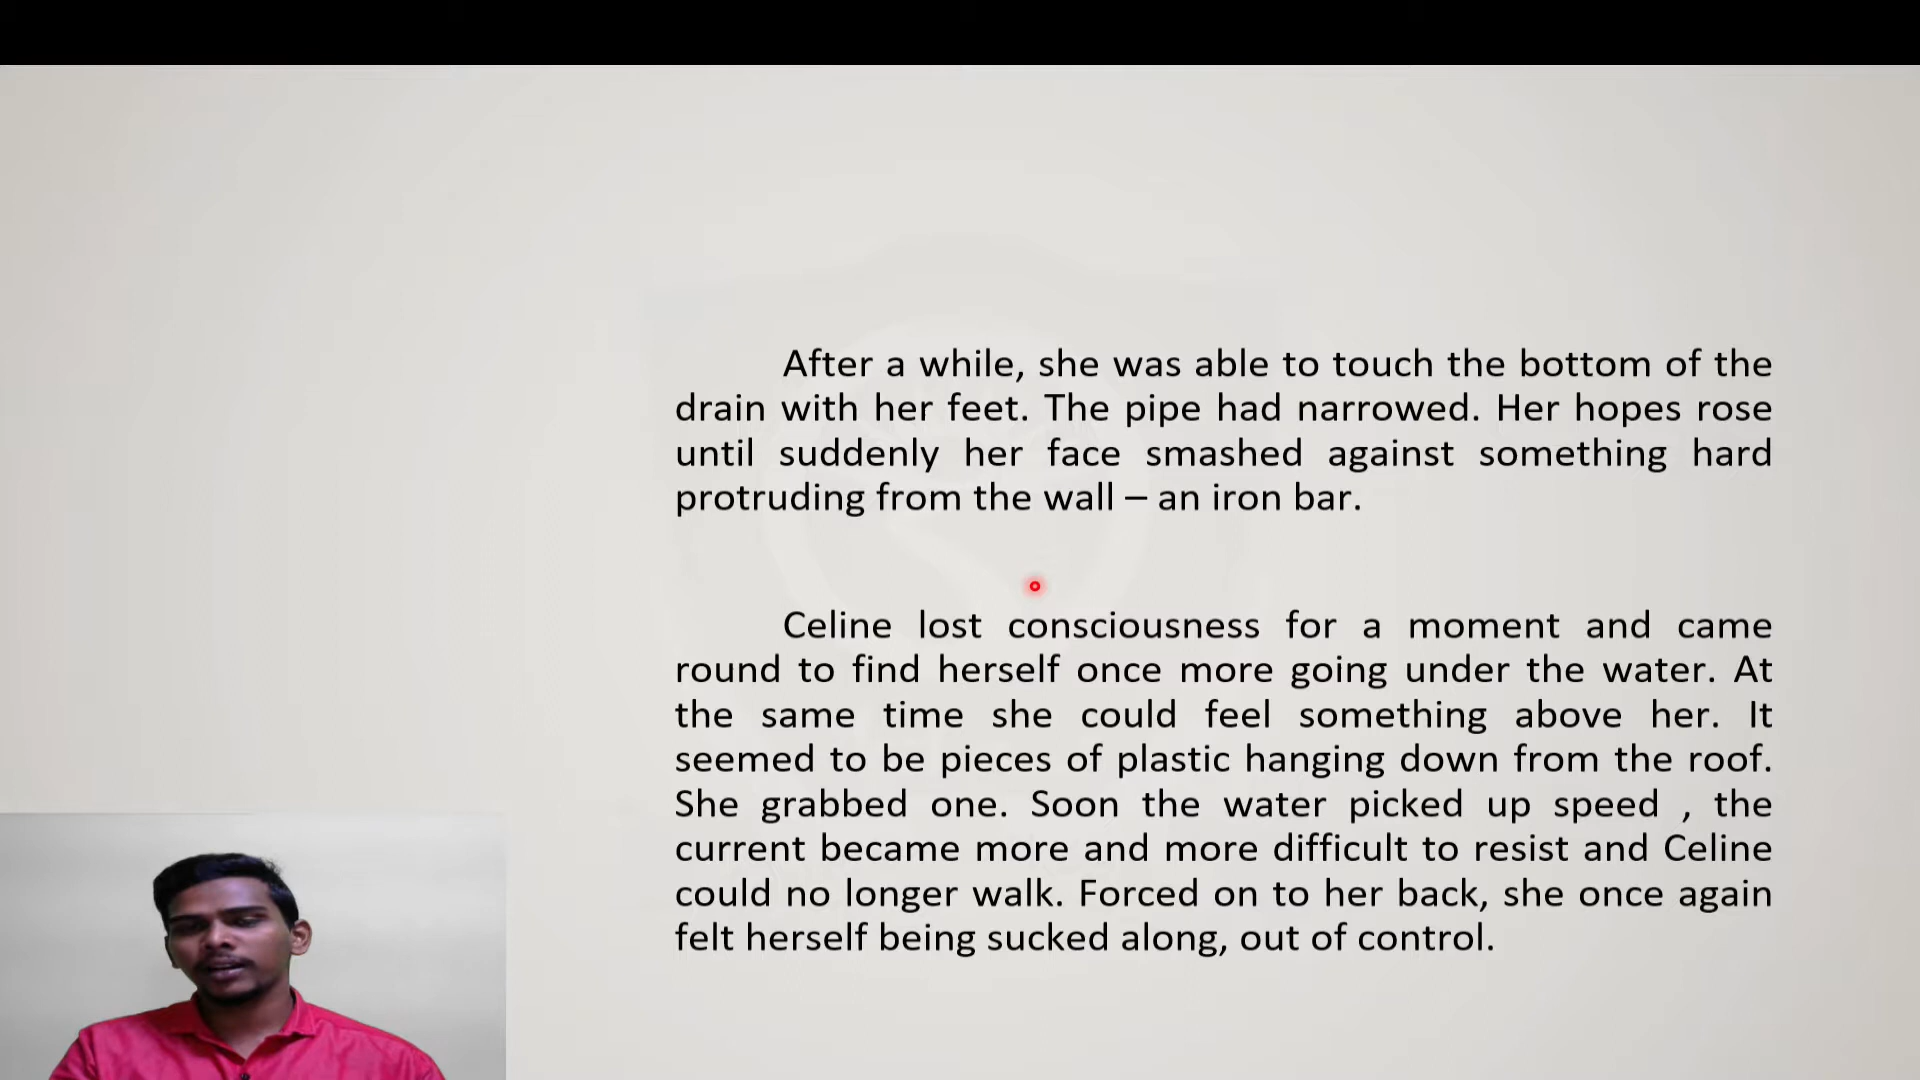 After a while, she was able to touch the bottom of the
drain with her feet. The pipe had narrowed. Her hopes rose
until suddenly her face smashed against something hard
protruding from the wall – an iron bar.
Celine lost consciousness for a moment and came
round to find herself once more going under the water. At
the same time she could feel something above her. It
seemed to be pieces of plastic hanging down from the roof.
She grabbed one. Soon the water picked up speed , the
current became more and more difficult to resist and Celine
could no longer walk. Forced on to her back, she once again
felt herself being sucked along, out of control.